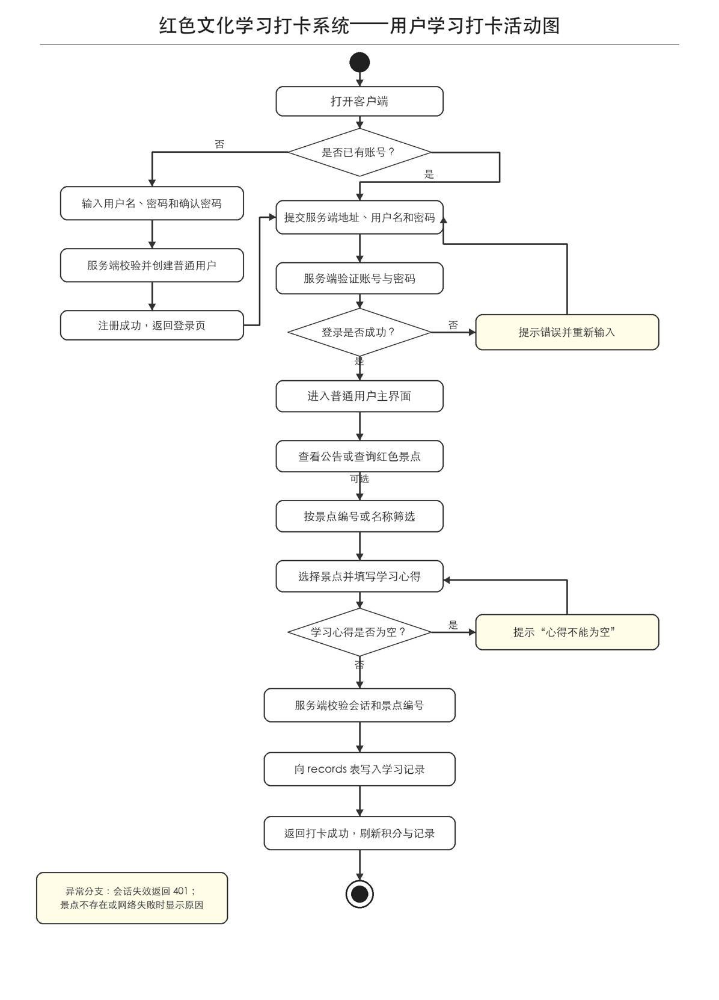 红色文化学习打卡系统——用户学习打卡活动图
打开客户端
是否已有账号？
否
是
输入用户名、密码和确认密码
提交服务端地址、用户名和密码
服务端校验并创建普通用户
服务端验证账号与密码
注册成功，返回登录页
登录是否成功？
否
提示错误并重新输入
是
进入普通用户主界面
查看公告或查询红色景点
可选
按景点编号或名称筛选
选择景点并填写学习心得
学习心得是否为空？
是
提示“心得不能为空”
否
服务端校验会话和景点编号
向 records 表写入学习记录
返回打卡成功，刷新积分与记录
异常分支：会话失效返回 401；
景点不存在或网络失败时显示原因